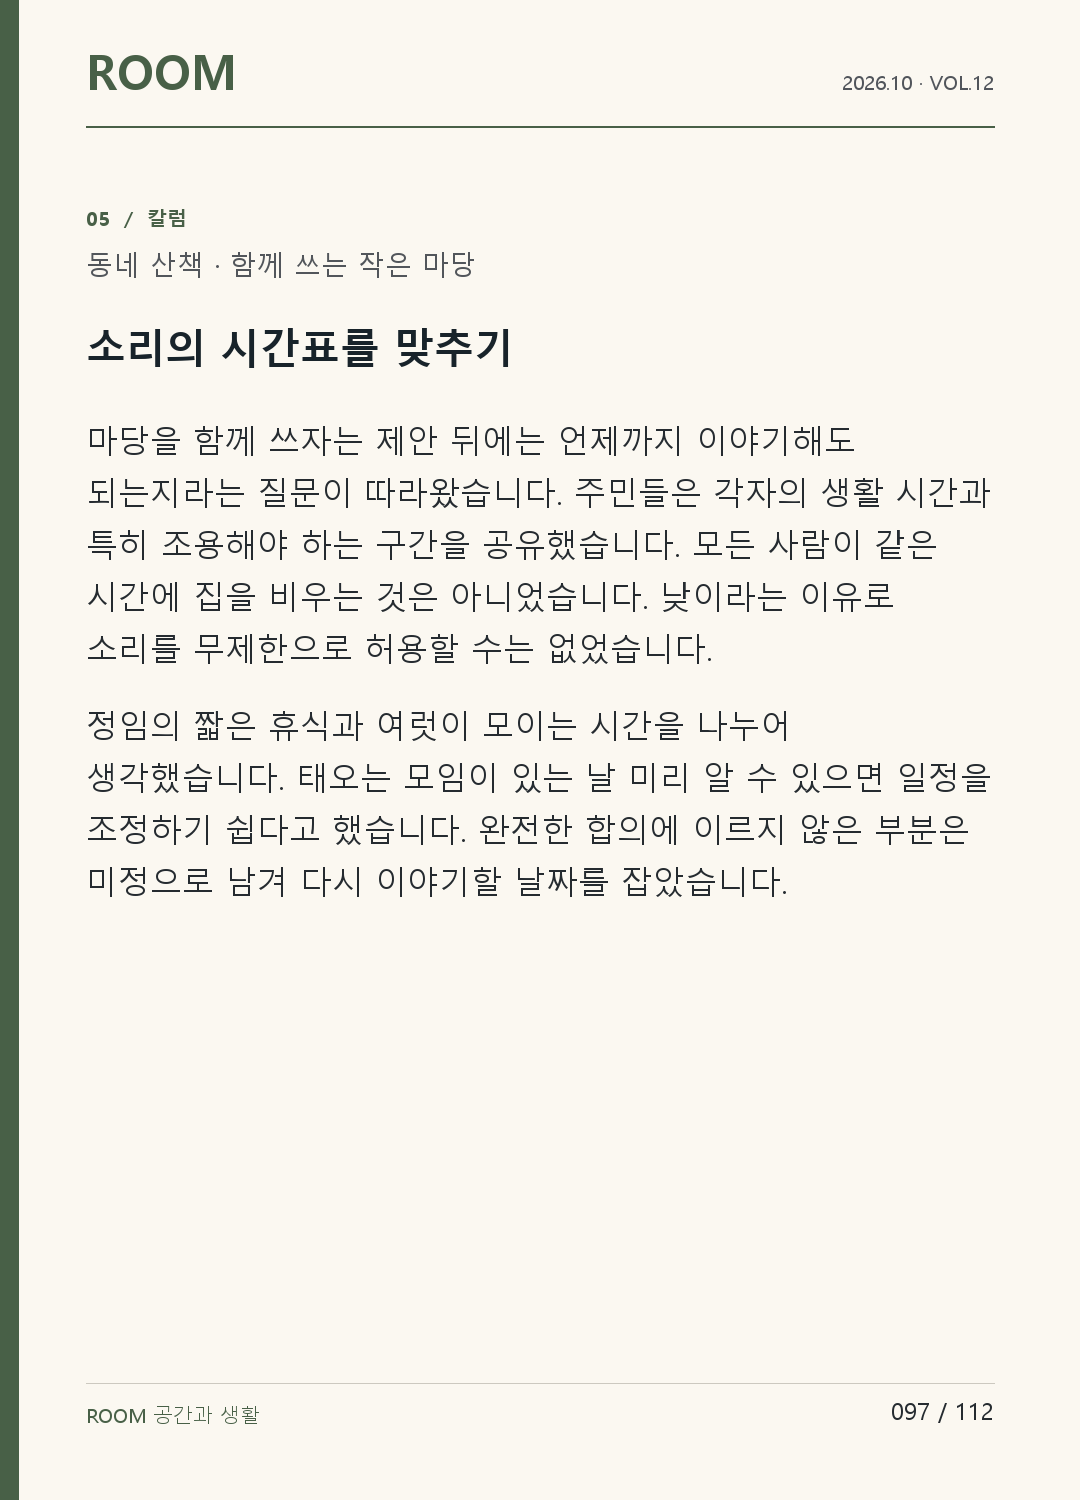 ROOM
2026.10 · VOL.12
05 / 칼럼
동네 산책 · 함께 쓰는 작은 마당
소리의 시간표를 맞추기
마당을 함께 쓰자는 제안 뒤에는 언제까지 이야기해도
되는지라는 질문이 따라왔습니다. 주민들은 각자의 생활 시간과
특히 조용해야 하는 구간을 공유했습니다. 모든 사람이 같은
시간에 집을 비우는 것은 아니었습니다. 낮이라는 이유로
소리를 무제한으로 허용할 수는 없었습니다.
정임의 짧은 휴식과 여럿이 모이는 시간을 나누어
생각했습니다. 태오는 모임이 있는 날 미리 알 수 있으면 일정을
조정하기 쉽다고 했습니다. 완전한 합의에 이르지 않은 부분은
미정으로 남겨 다시 이야기할 날짜를 잡았습니다.
ROOM 공간과 생활
097 / 112